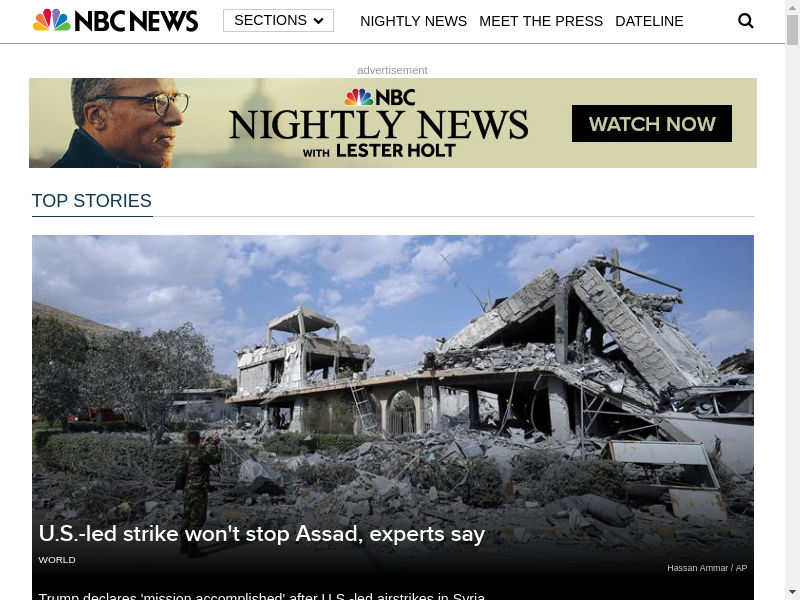 NBC NEWS
SECTIONS
NIGHTLY NEWS
MEET THE PRESS
DATELINE
advertisement
NBC
NIGHTLY NEWS
WITH LESTER HOLT
WATCH NOW
TOP STORIES
U.S.-led strike won't stop Assad, experts say
WORLD
Hassan Ammar / AP
Trump declares 'mission accomplished' after U.S.-led airstrikes in Syria